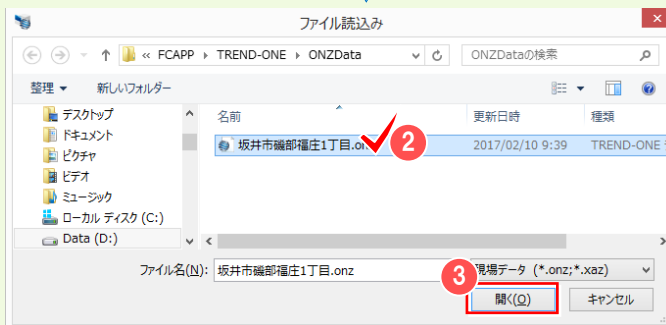 ファイル読込み
« FCAPP ▸ TREND-ONE ▸ ONZData
ONZDataの検索
整理 ▼ 新しいフォルダー
名前 更新日時 種類
デスクトップ
坂井市磯部福庄1丁目.onz 2017/02/10 9:39 TREND-ONE
2
ドキュメント
ピクチャ
ビデオ
ミュージック
ローカル ディスク (C:)
Data (D:)
ファイル名(N): 坂井市磯部福庄1丁目.onz
現場データ (*.onz;*.xaz)
3
開く(O) キャンセル